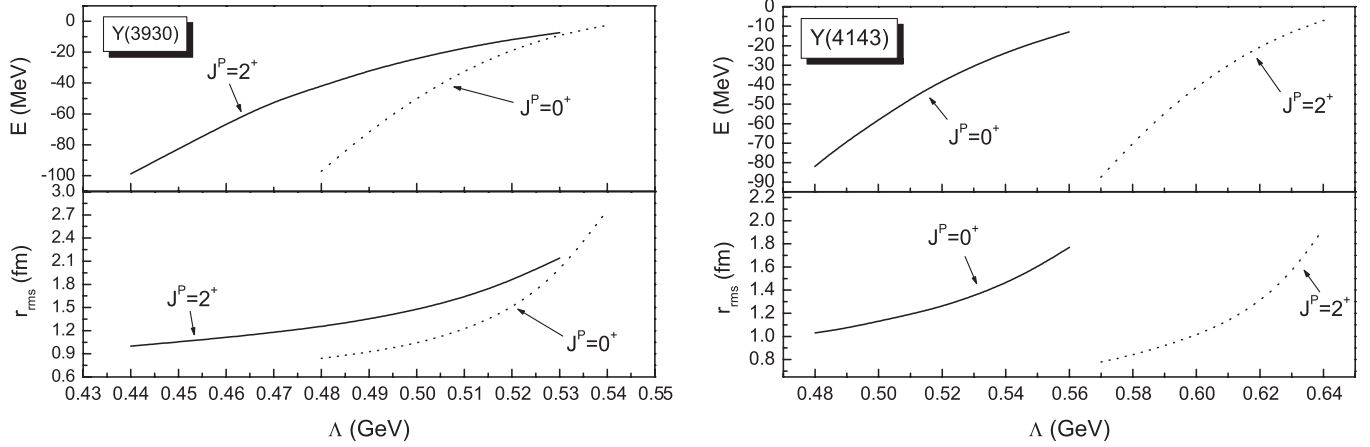 Y(3930)
E (MeV)
0
-20
-40
-60
-80
-100
J^P=2^+
J^P=0^+
r_rms (fm)
3.0
2.7
2.4
2.1
1.8
1.5
1.2
0.9
0.6
J^P=2^+
J^P=0^+
0.43 0.44 0.45 0.46 0.47 0.48 0.49 0.50 0.51 0.52 0.53 0.54 0.55
Λ (GeV)
Y(4143)
E (MeV)
0
-10
-20
-30
-40
-50
-60
-70
-80
-90
J^P=0^+
J^P=2^+
r_rms (fm)
2.2
2.0
1.8
1.6
1.4
1.2
1.0
0.8
J^P=0^+
J^P=2^+
0.48 0.50 0.52 0.54 0.56 0.58 0.60 0.62 0.64
Λ (GeV)